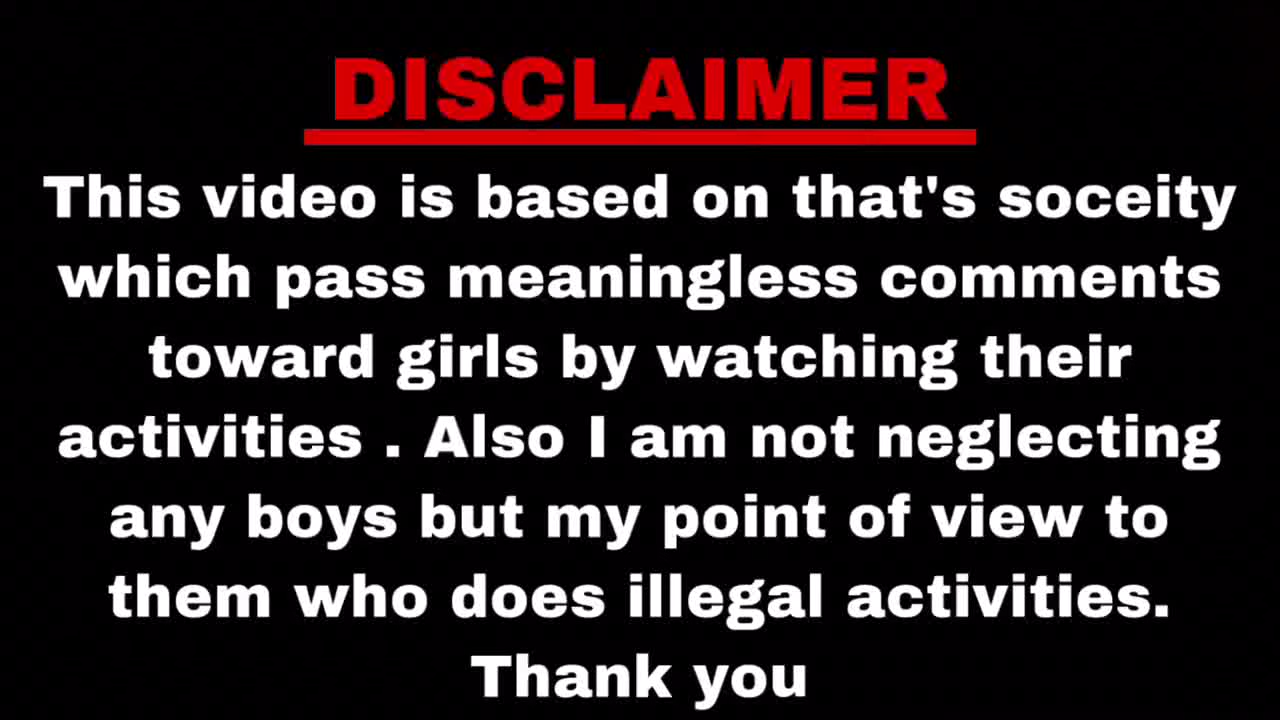 DISCLAIMER
This video is based on that's soceity
which pass meaningless comments
toward girls by watching their
activities . Also I am not neglecting
any boys but my point of view to
them who does illegal activities.
Thank you